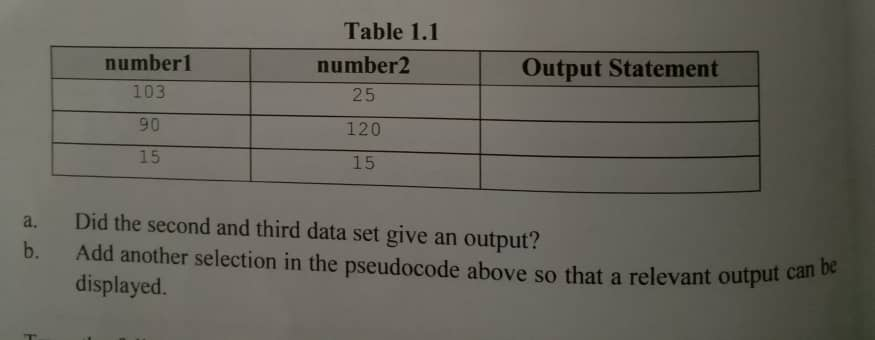 Table 1.1
number1 number2 Output Statement
103 25
90 120
15 15
a. Did the second and third data set give an output?
b. Add another selection in the pseudocode above so that a relevant output can be
displayed.